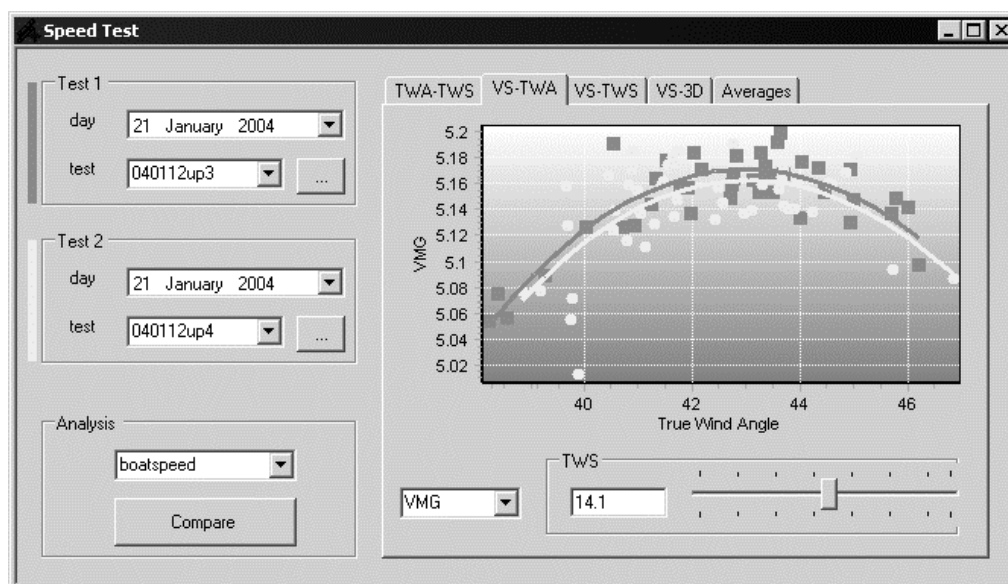 Speed Test
Test 1
day
21 January 2004
test
040112up3
...
Test 2
day
21 January 2004
test
040112up4
...
Analysis
boatspeed
Compare
TWA-TWS VS-TWA VS-TWS VS-3D Averages
5.2
5.18
5.16
5.14
5.12
5.1
5.08
5.06
5.04
5.02
VMG
40 42 44 46
True Wind Angle
VMG
TWS
14.1